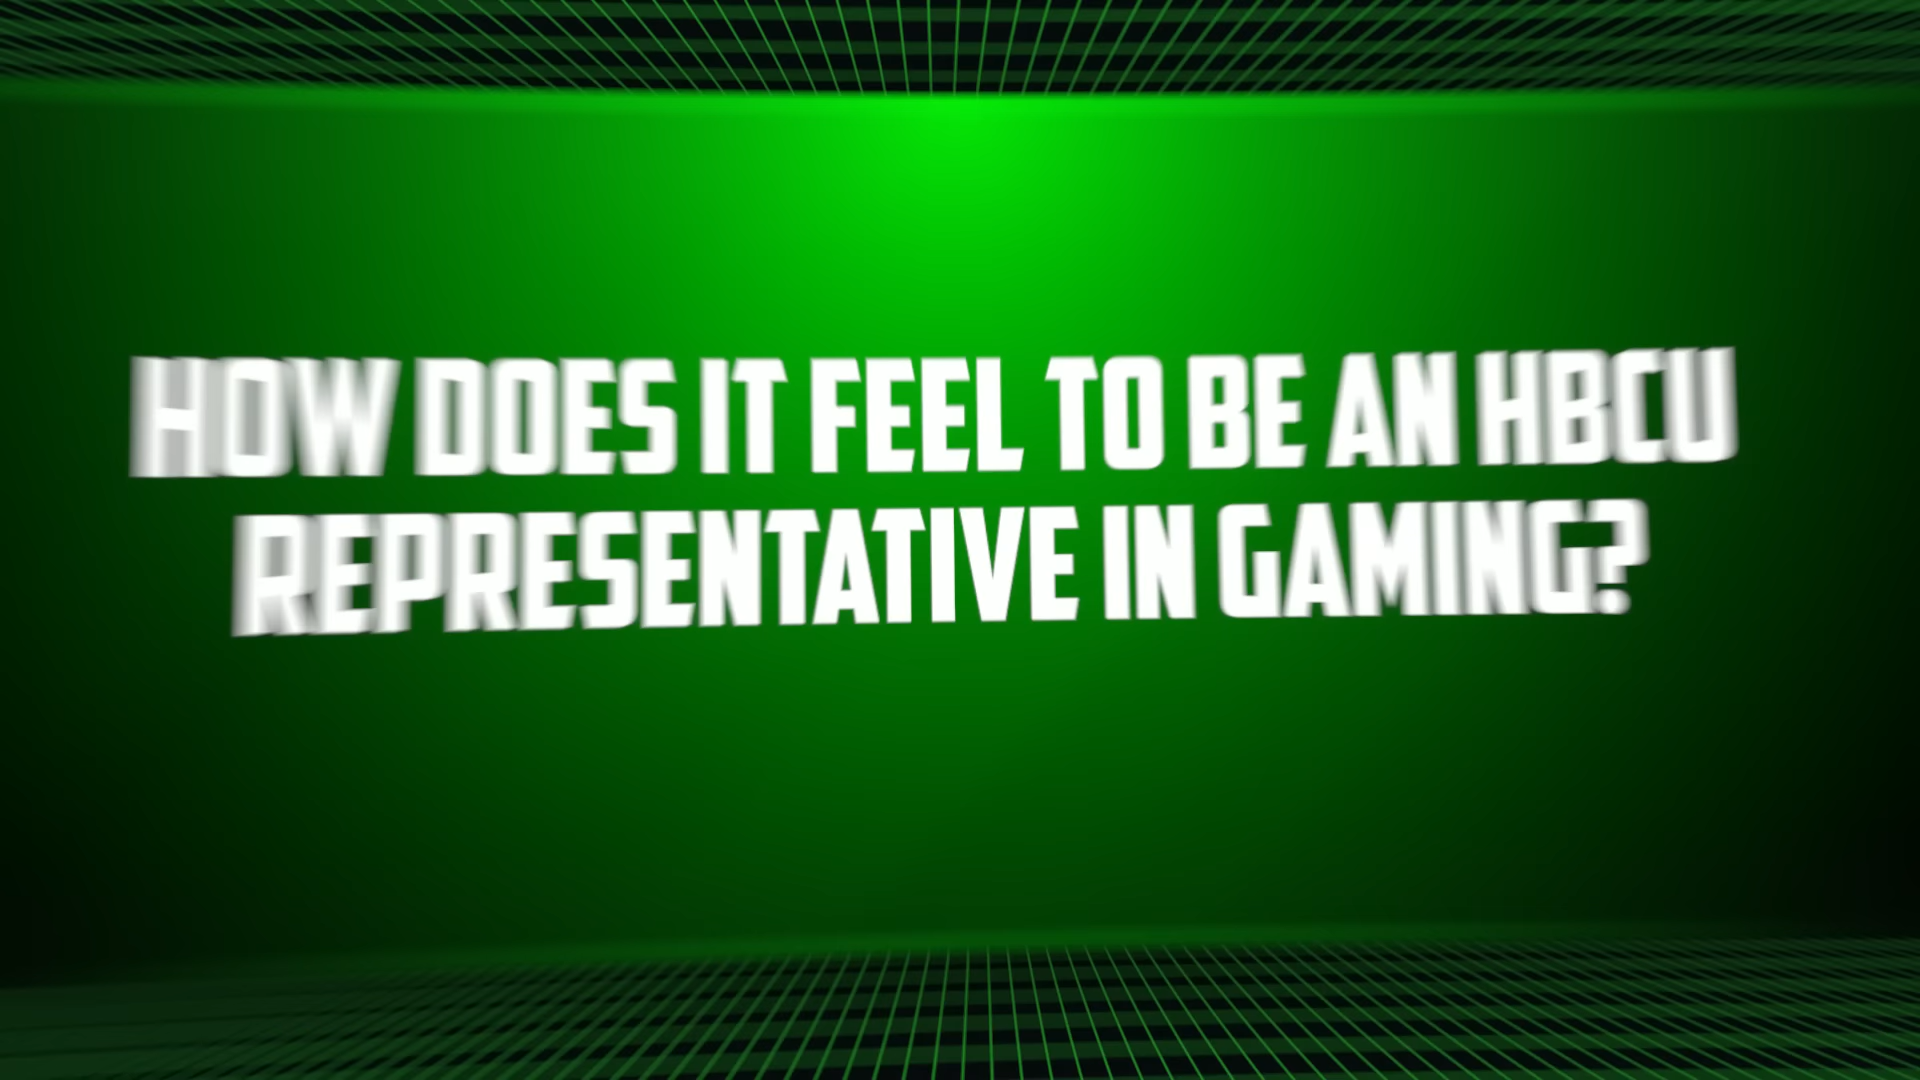 HOW DOES IT FEEL TO BE AN HBCU
REPRESENTATIVE IN GAMING?